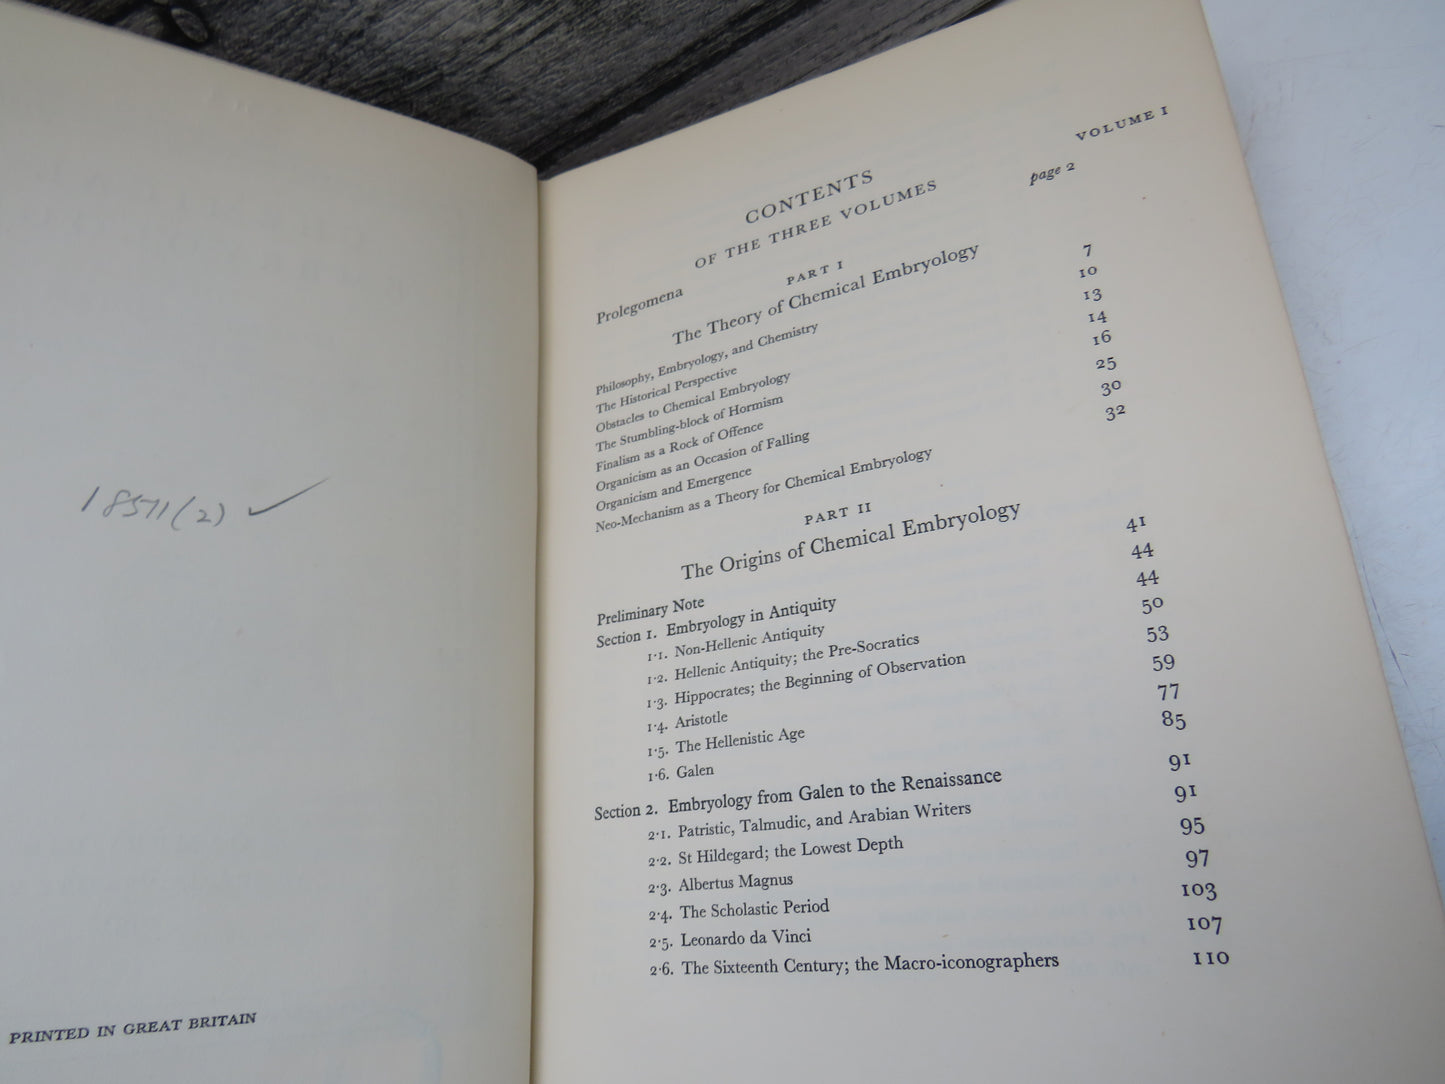 18571(2)
PRINTED IN GREAT BRITAIN
CONTENTS
OF THE THREE VOLUMES
VOLUME I
Prolegomena page 2
PART I
The Theory of Chemical Embryology
Philosophy, Embryology, and Chemistry 7
The Historical Perspective 10
Obstacles to Chemical Embryology 13
The Stumbling-block of Hormism 14
Finalism as a Rock of Offence 16
Organicism as an Occasion of Falling 25
Organicism and Emergence 30
Neo-Mechanism as a Theory for Chemical Embryology 32
PART II
The Origins of Chemical Embryology
Preliminary Note 41
Section 1. Embryology in Antiquity 44
1·1. Non-Hellenic Antiquity 44
1·2. Hellenic Antiquity; the Pre-Socratics 50
1·3. Hippocrates; the Beginning of Observation 53
1·4. Aristotle 59
1·5. The Hellenistic Age 77
1·6. Galen 85
Section 2. Embryology from Galen to the Renaissance 91
2·1. Patristic, Talmudic, and Arabian Writers 91
2·2. St Hildegard; the Lowest Depth 95
2·3. Albertus Magnus 97
2·4. The Scholastic Period 103
2·5. Leonardo da Vinci 107
2·6. The Sixteenth Century; the Macro-iconographers 110